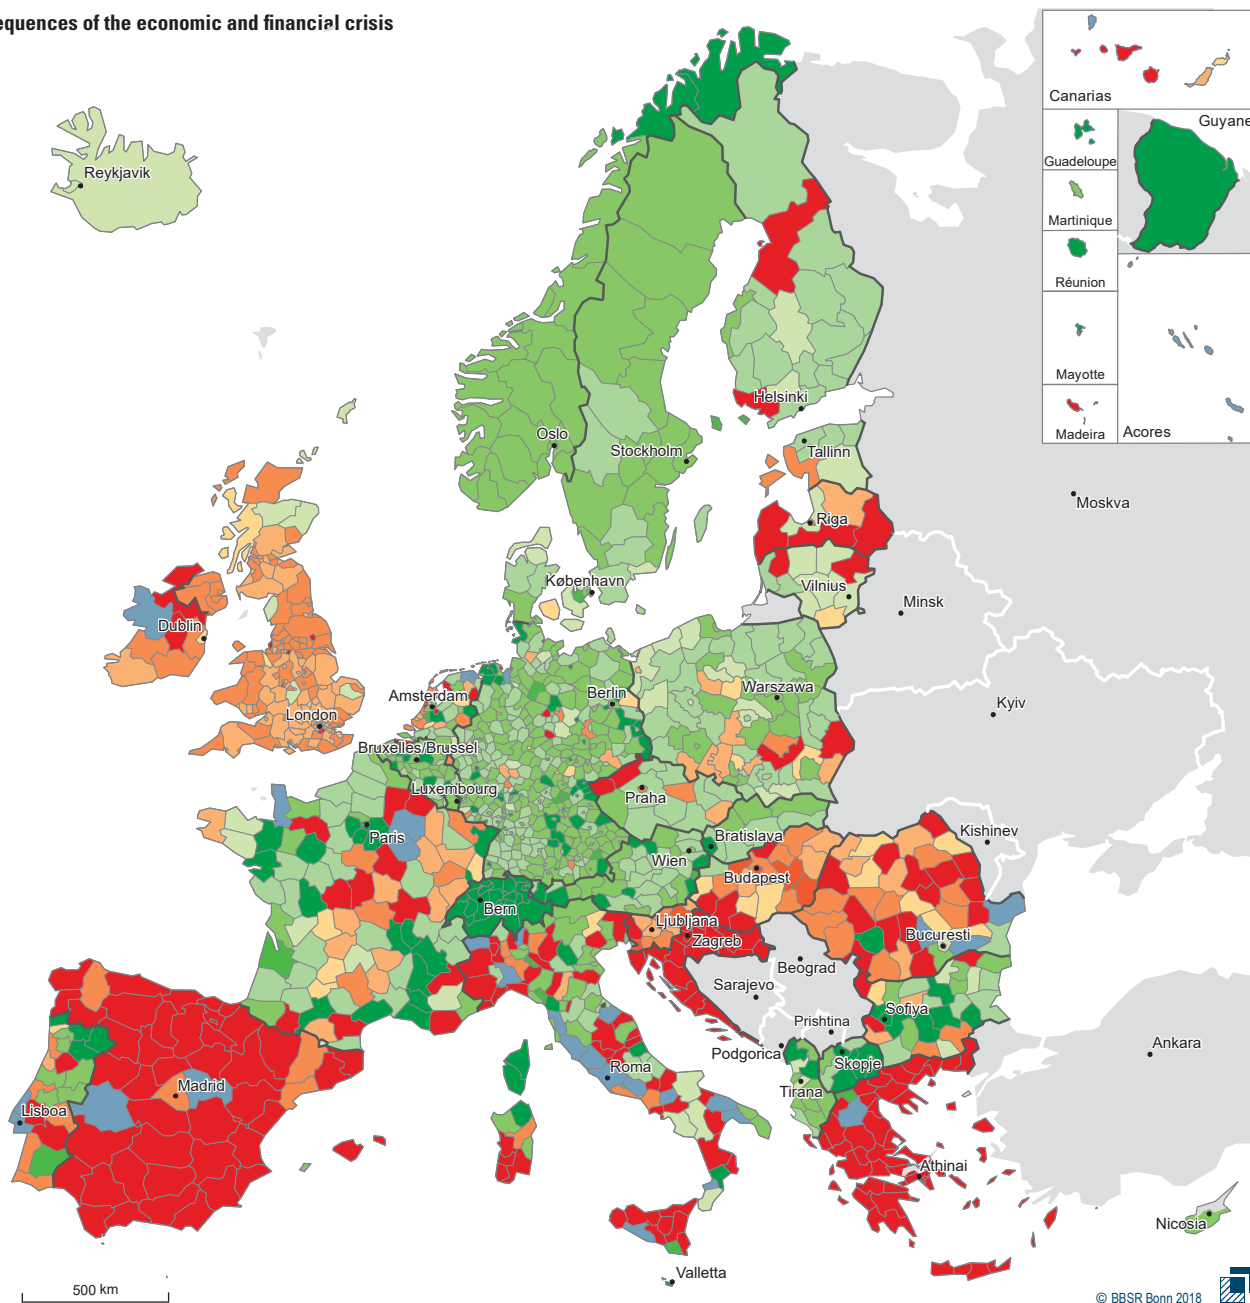 equences of the economic and financial crisis
Canarias
Guyane
Guadeloupe
Martinique
Réunion
Mayotte
Madeira
Acores
Reykjavik
Helsinki
Oslo
Stockholm
Tallinn
Riga
Moskva
København
Vilnius
Minsk
Dublin
Amsterdam
Berlin
Warszawa
London
Kyiv
Bruxelles/Brussel
Luxembourg
Praha
Paris
Bratislava
Kishinev
Wien
Budapest
Bern
Ljubljana
Zagreb
Bucuresti
Beograd
Sarajevo
Sofiya
Prishtina
Podgorica
Skopje
Ankara
Roma
Tirana
Madrid
Lisboa
Athinai
Nicosia
Valletta
500 km
© BBSR Bonn 2018